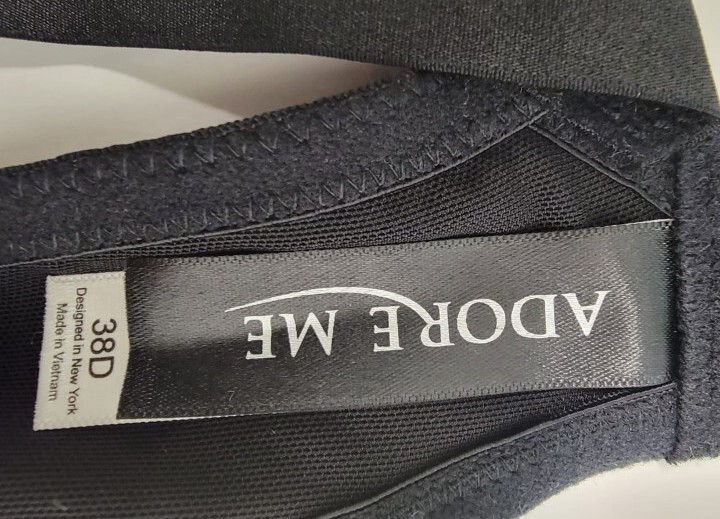 ADORE ME
38D
Designed in New York
Made in Vietnam